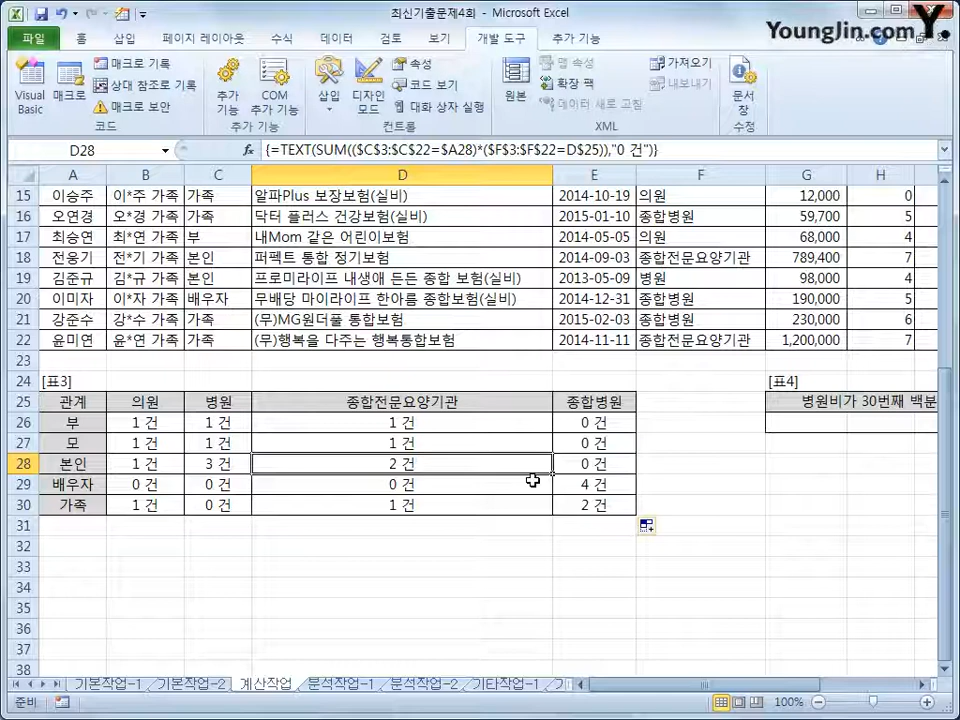 최신기출문제4회 - Microsoft Excel
YoungJin.com Y.
파일 홈 삽입 페이지 레이아웃 수식 데이터 검토 보기 개발 도구 추가 기능
Visual Basic
매크로
매크로 기록
상대 참조로 기록
매크로 보안
코드
추가 기능
COM 추가 기능
추가 기능
삽입
디자인 모드
속성
코드 보기
대화 상자 실행
컨트롤
원본
맵 속성
확장 팩
데이터 새로 고침
가져오기
내보내기
XML
문서 창
수정
D28 fx {=TEXT(SUM(($C$3:$C$22=$A28)*($F$3:$F$22=D$25)),"0 건")}
A B C D E F G H
15 이승주 이*주 가족 가족 알파Plus 보장보험(실비) 2014-10-19 의원 12,000 0
16 오연경 오*경 가족 가족 닥터 플러스 건강보험(실비) 2015-01-10 종합병원 59,700 5
17 최승연 최*연 가족 부 내Mom 같은 어린이보험 2014-05-05 의원 68,000 4
18 전웅기 전*기 가족 본인 퍼펙트 통합 정기보험 2014-09-03 종합전문요양기관 789,400 7
19 김준규 김*규 가족 본인 프로미라이프 내생애 든든 종합 보험(실비) 2013-05-09 병원 98,000 4
20 이미자 이*자 가족 배우자 무배당 마이라이프 한아름 종합보험(실비) 2014-12-31 종합병원 190,000 5
21 강준수 강*수 가족 가족 (무)MG원더풀 통합보험 2015-02-03 종합병원 230,000 6
22 윤미연 윤*연 가족 가족 (무)행복을 다주는 행복통합보험 2014-11-11 종합전문요양기관 1,200,000 7
23
24 [표3] [표4]
25 관계 의원 병원 종합전문요양기관 종합병원 병원비가 30번째 백분
26 부 1 건 1 건 1 건 0 건
27 모 1 건 1 건 1 건 0 건
28 본인 1 건 3 건 2 건 0 건
29 배우자 0 건 0 건 0 건 4 건
30 가족 1 건 0 건 1 건 2 건
31
32
33
34
35
36
37
38
기본작업-1 기본작업-2 계산작업 분석작업-1 분석작업-2 기타작업-1
준비 100%